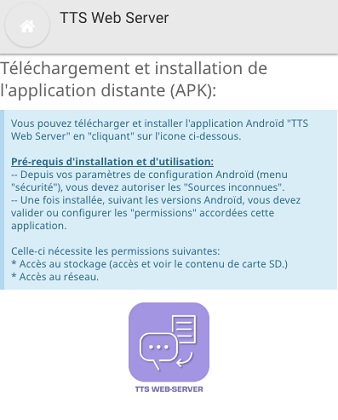 TTS Web Server
Téléchargement et installation de
l'application distante (APK):
Vous pouvez télécharger et installer l'application Androïd "TTS
Web Server" en "cliquant" sur l'icone ci-dessous.
Pré-requis d'installation et d'utilisation:
-- Depuis vos paramètres de configuration Androïd (menu
"sécurité"), vous devez autoriser les "Sources inconnues".
-- Une fois installée, suivant les versions Androïd, vous devez
valider ou configurer les "permissions" accordées cette
application.
Celle-ci nécessite les permissions suivantes:
* Accès au stockage (accès et voir le contenu de carte SD.)
* Accès au réseau.
TTS WEB-SERVER